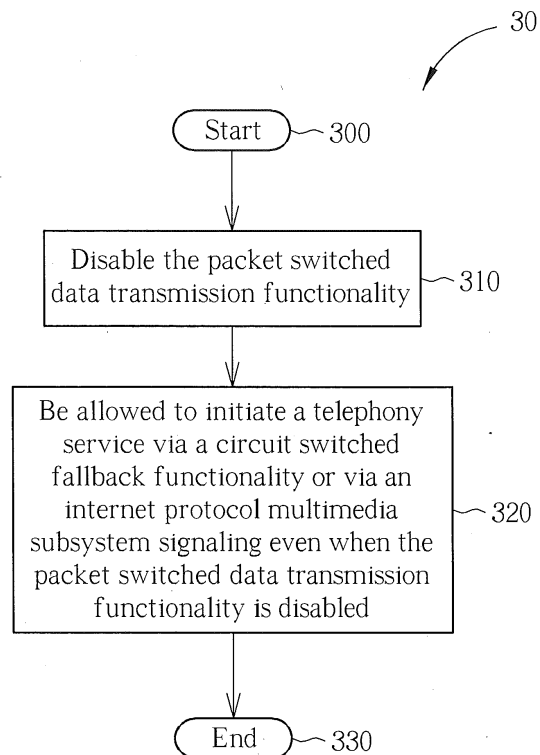 30
Start
300
Disable the packet switched
data transmission functionality
310
Be allowed to initiate a telephony
service via a circuit switched
fallback functionality or via an
internet protocol multimedia
subsystem signaling even when the
packet switched data transmission
functionality is disabled
320
End
330